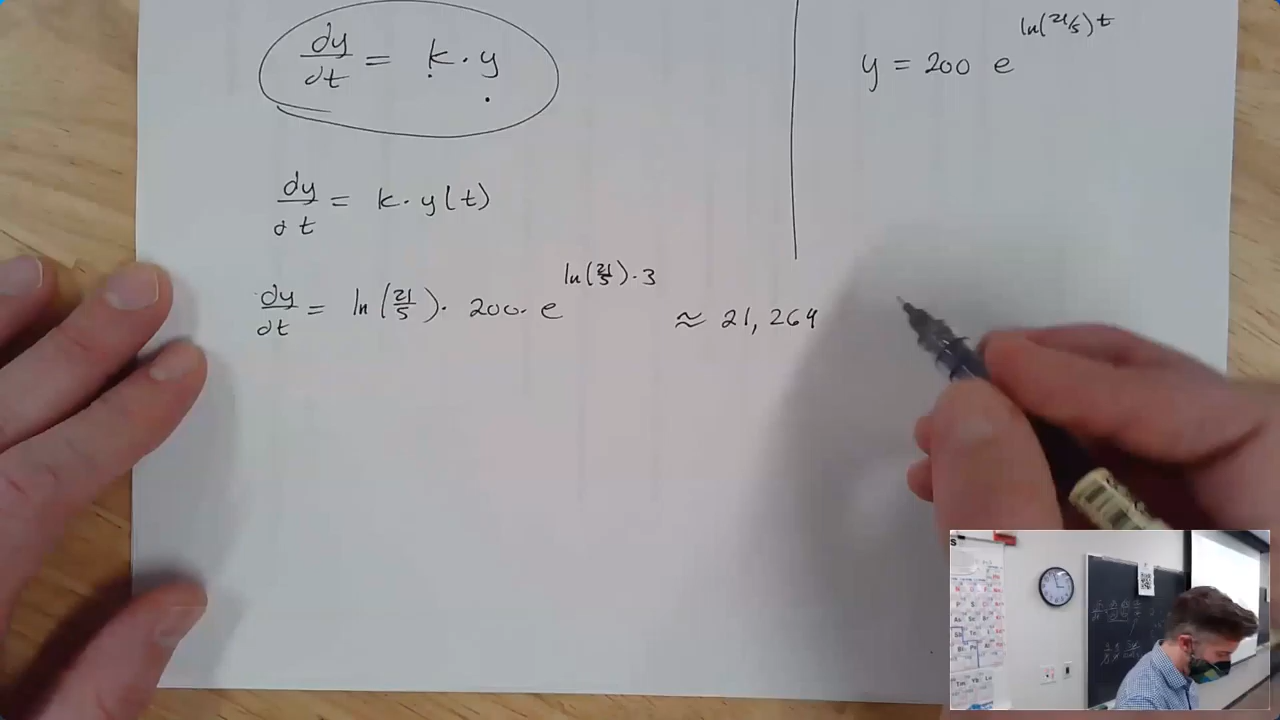 dy/dt = k · y
dy/dt = k · y(t)
dy/dt = ln(21/5) · 200 · e^(ln(21/5) · 3) ≈ 21,264
y = 200 e^(ln(21/5)t)